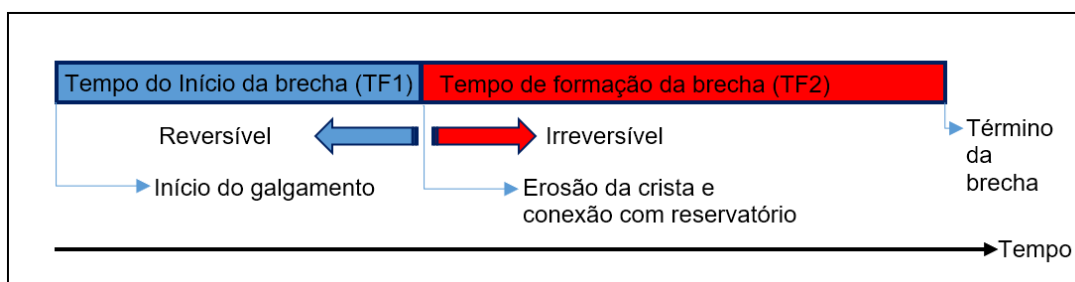 Tempo do Início da brecha (TF1)
Tempo de formação da brecha (TF2)
Reversível
Irreversível
Término
da
brecha
Início do galgamento
Erosão da crista e
conexão com reservatório
Tempo